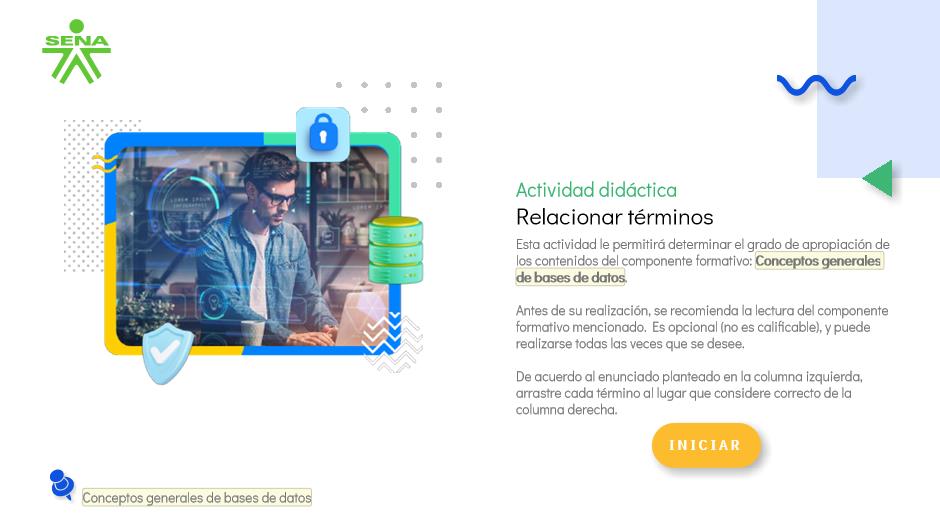 SENA
LOREM IPSUM
Actividad didáctica
Relacionar términos
Esta actividad le permitirá determinar el grado de apropiación de
los contenidos del componente formativo: Conceptos generales
de bases de datos.
Antes de su realización, se recomienda la lectura del componente
formativo mencionado. Es opcional (no es calificable), y puede
realizarse todas las veces que se desee.
De acuerdo al enunciado planteado en la columna izquierda,
arrastre cada término al lugar que considere correcto de la
columna derecha.
INICIAR
Conceptos generales de bases de datos